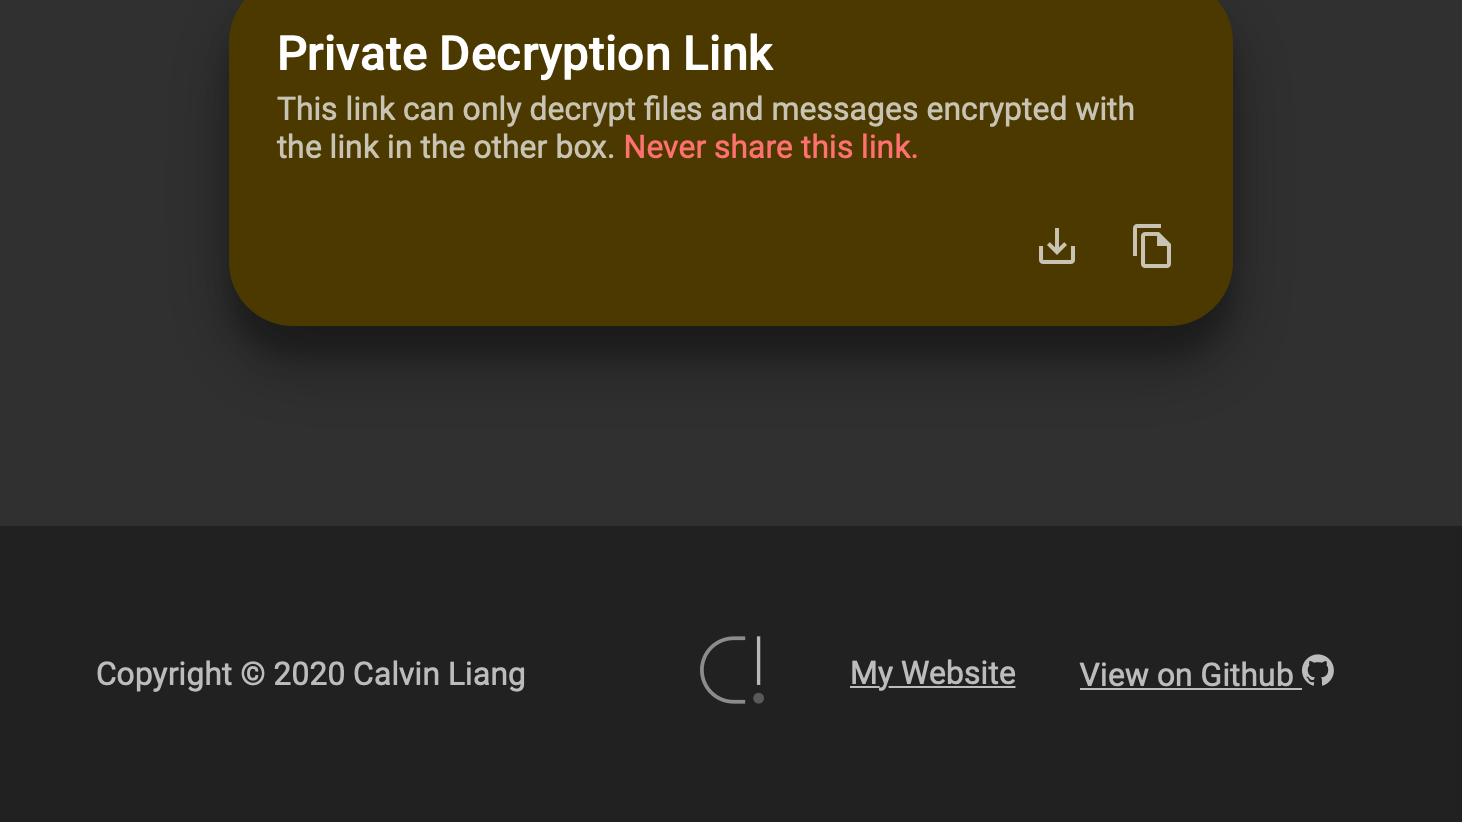 Private Decryption Link
This link can only decrypt files and messages encrypted with
the link in the other box. Never share this link.
Copyright © 2020 Calvin Liang
My Website
View on Github